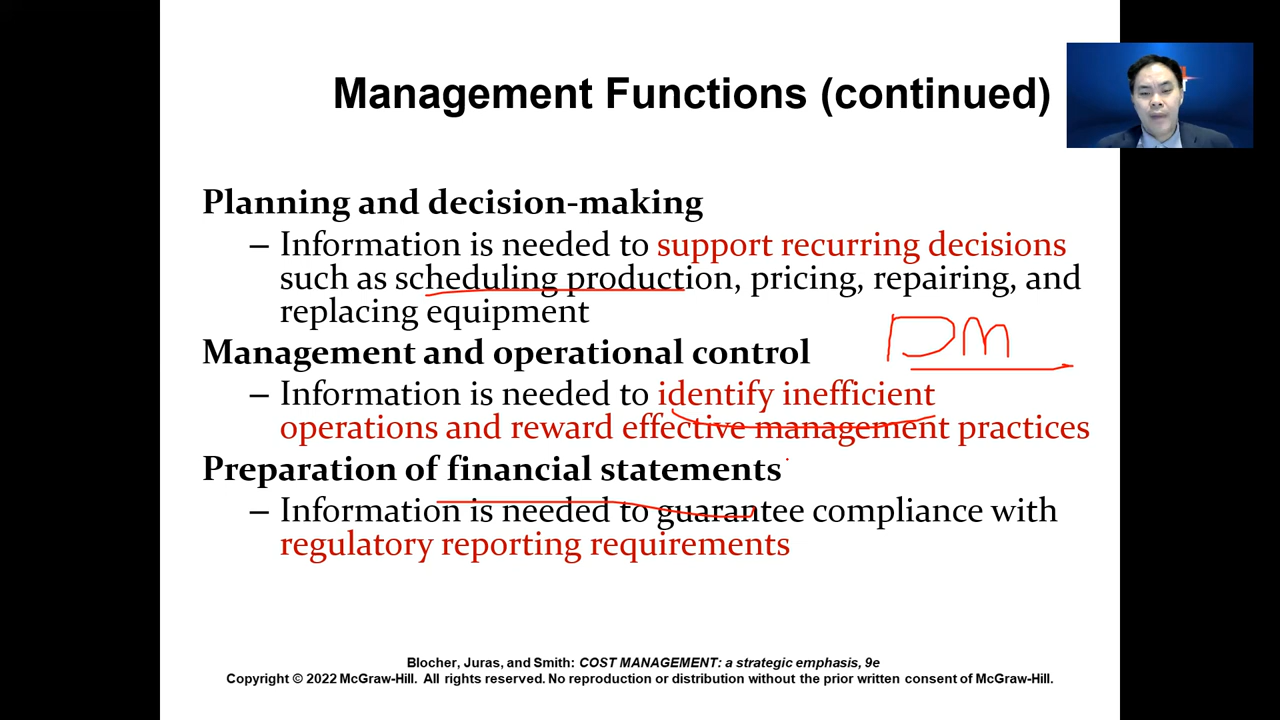 Management Functions (continued)
Planning and decision-making
– Information is needed to support recurring decisions
such as scheduling production, pricing, repairing, and
replacing equipment
DM
Management and operational control
– Information is needed to identify inefficient
operations and reward effective management practices
Preparation of financial statements
– Information is needed to guarantee compliance with
regulatory reporting requirements
Blocher, Juras, and Smith: COST MANAGEMENT: a strategic emphasis, 9e
Copyright © 2022 McGraw-Hill. All rights reserved. No reproduction or distribution without the prior written consent of McGraw-Hill.